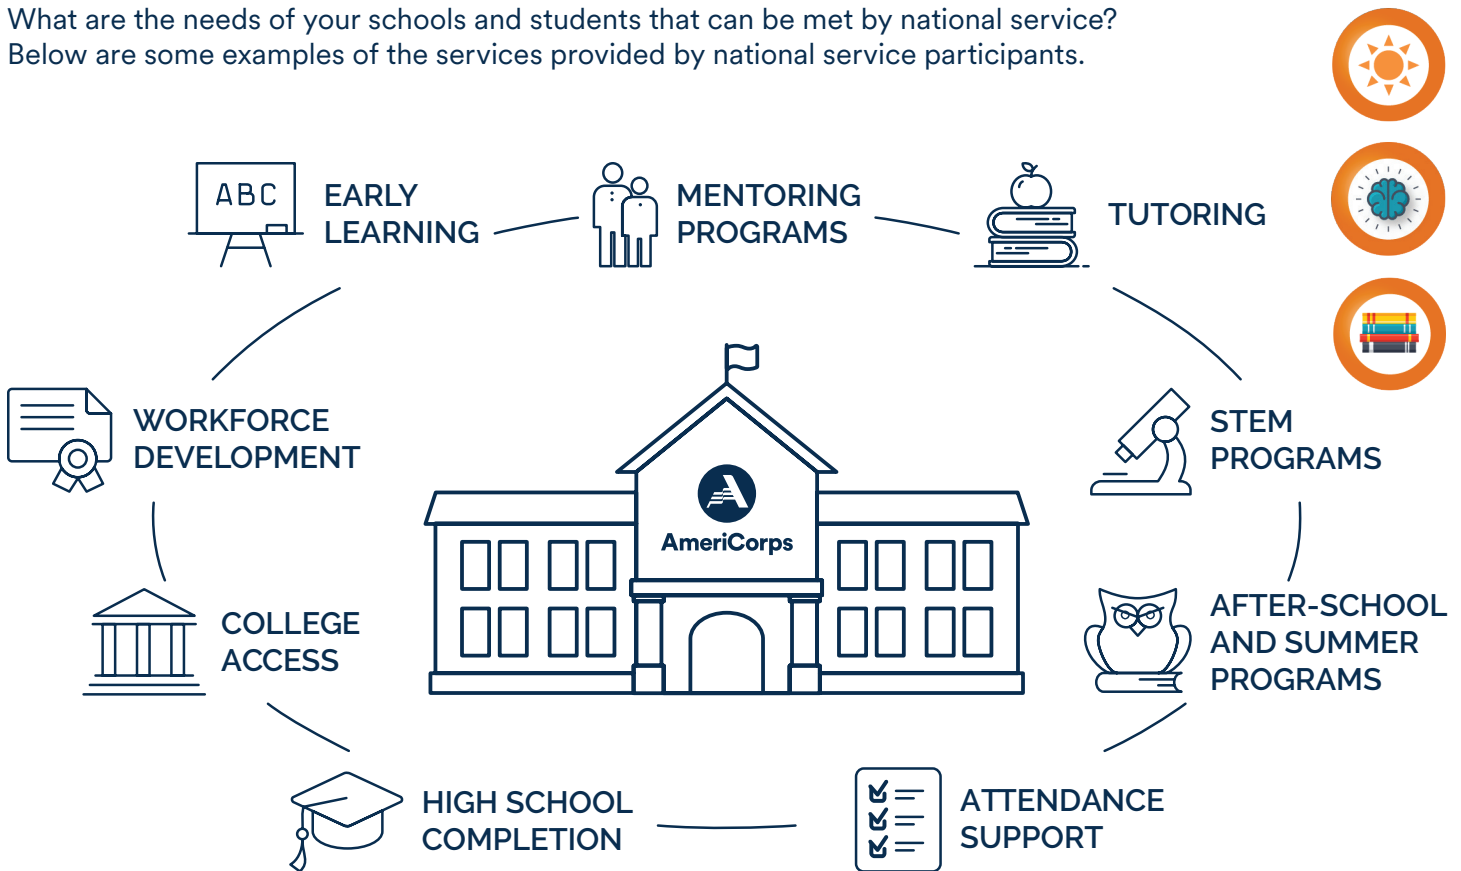 What are the needs of your schools and students that can be met by national service?
Below are some examples of the services provided by national service participants.
ABC
EARLY
LEARNING
MENTORING
PROGRAMS
TUTORING
WORKFORCE
DEVELOPMENT
STEM
PROGRAMS
AmeriCorps
COLLEGE
ACCESS
AFTER-SCHOOL
AND SUMMER
PROGRAMS
HIGH SCHOOL
COMPLETION
ATTENDANCE
SUPPORT